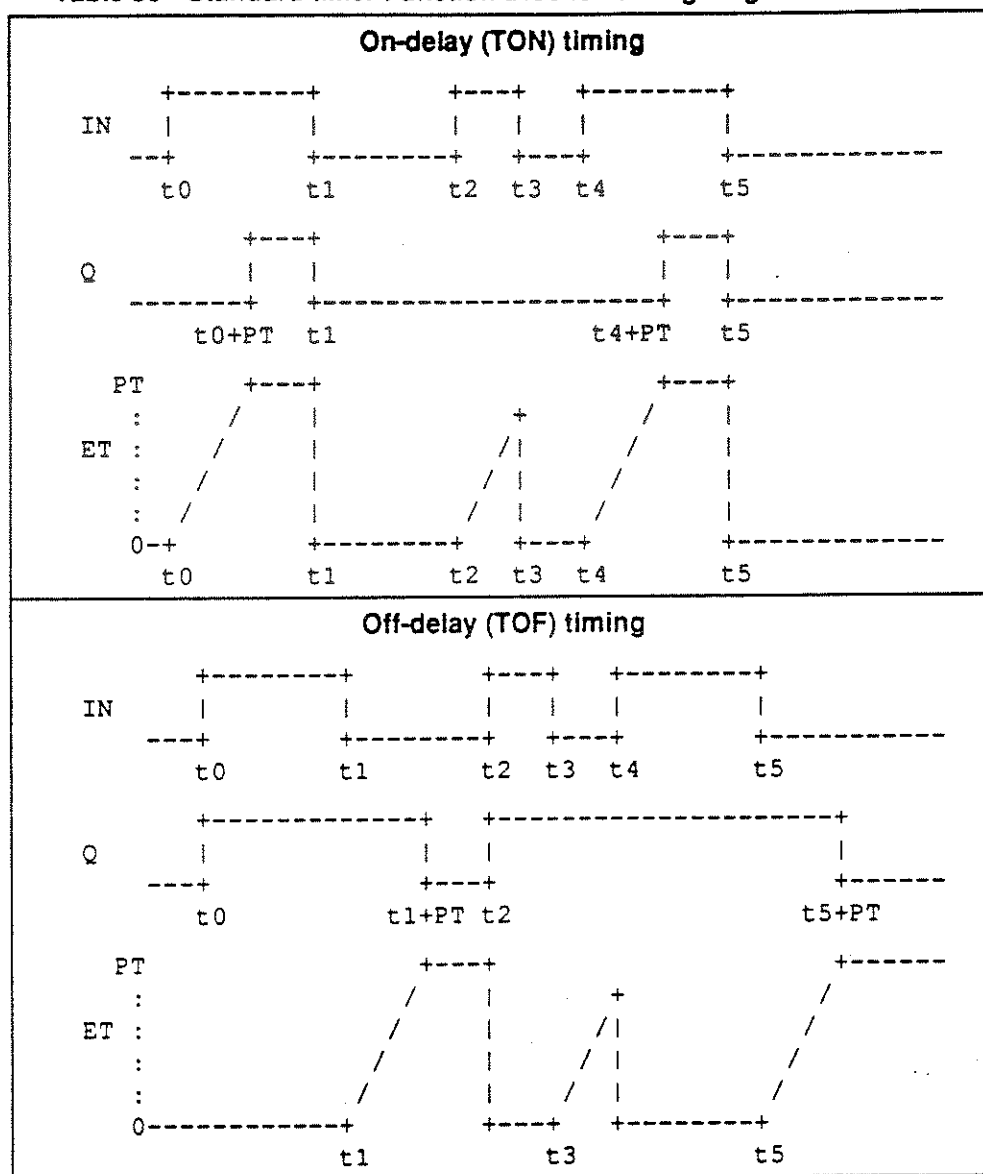 On-delay (TON) timing
+--------+ +---+ +--------+
IN | | | | | |
--+ +--------+ +---+ +------------
t0 t1 t2 t3 t4 t5
+---+ +---+
Q | | | |
-------+ +---------------------+ +------------
t0+PT t1 t4+PT t5
PT +---+ +---+
: / | + / |
ET : / | / | / |
: / | / | / |
: / | / | / |
0-+ +--------+ +---+ +------------
t0 t1 t2 t3 t4 t5
Off-delay (TOF) timing
+--------+ +---+ +--------+
IN | | | | | |
---+ +--------+ +---+ +-----------
t0 t1 t2 t3 t4 t5
+-------------+ +---------------------+
Q | | | |
---+ +---+ +------
t0 t1+PT t2 t5+PT
PT +---+ +------
: / | + /
ET : / | / | /
: / | / | /
: / | / | /
0------------+ +---+ +--------+
t1 t3 t5